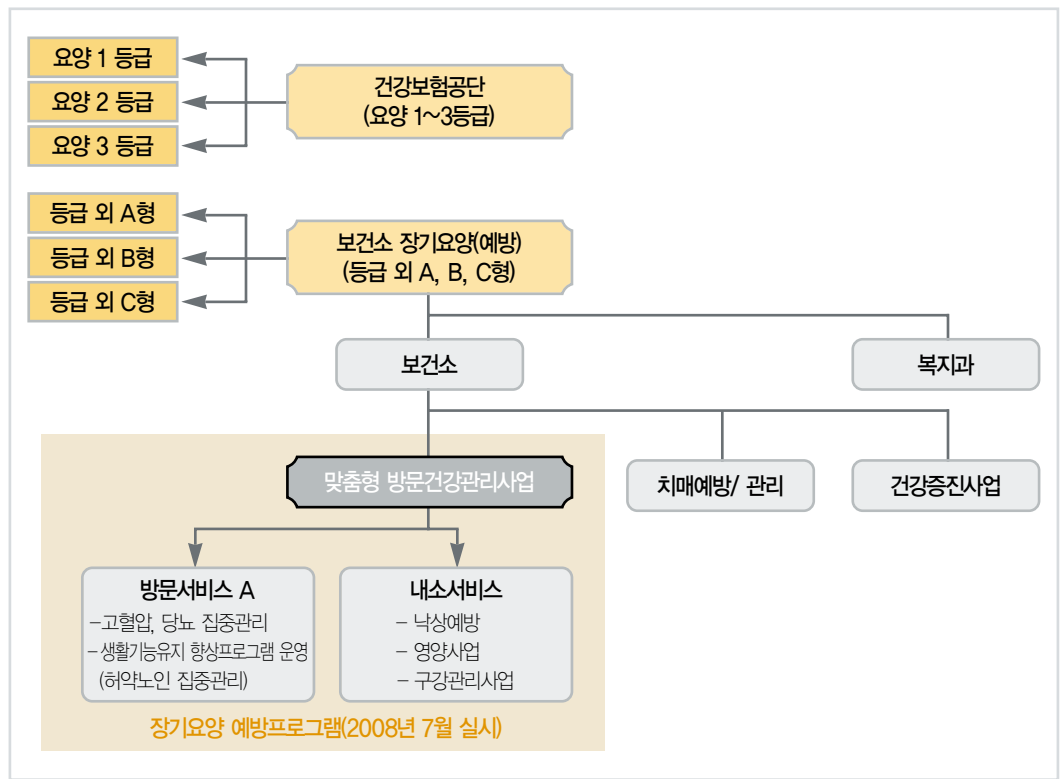 요양 1 등급
요양 2 등급
요양 3 등급
건강보험공단
(요양 1~3등급)
등급 외 A형
등급 외 B형
등급 외 C형
보건소 장기요양(예방)
(등급 외 A, B, C형)
보건소
복지과
맞춤형 방문건강관리사업
치매예방/ 관리
건강증진사업
방문서비스 A
–고혈압, 당뇨 집중관리
–생활기능유지 향상프로그램 운영
(허약노인 집중관리)
내소서비스
– 낙상예방
– 영양사업
– 구강관리사업
장기요양 예방프로그램(2008년 7월 실시)